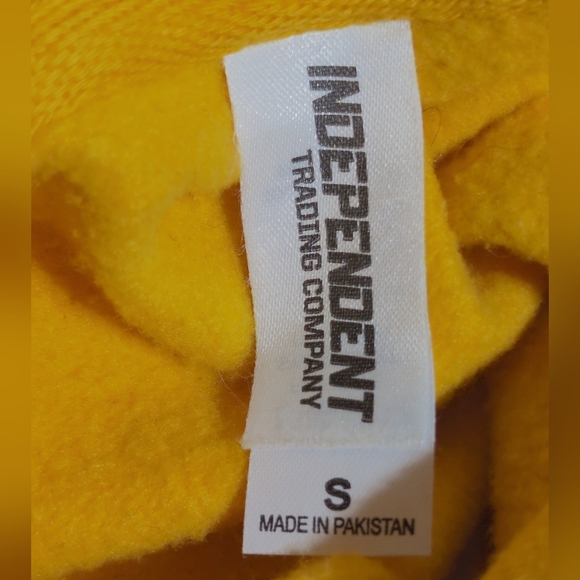 INDEPENDENT
TRADING COMPANY
S
MADE IN PAKISTAN